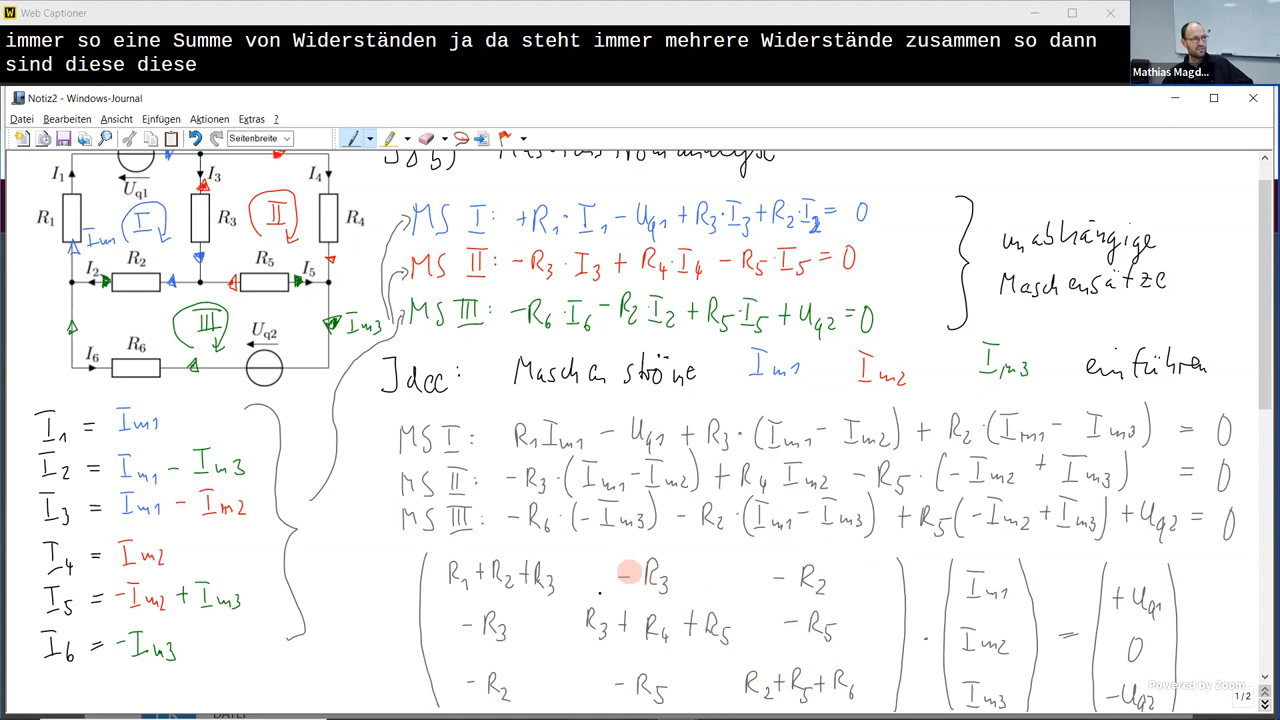 Web Captioner
immer so eine Summe von Widerständen ja da steht immer mehrere Widerstände zusammen so dann
sind diese diese
Mathias Magd...
Notiz2 - Windows-Journal
Datei Bearbeiten Ansicht Einfügen Aktionen Extras ?
Seitenbreite
I1 Uq1 I3 I4
R1 I Im1 R3 II R4
I2 R2 R5 I5
III Im3
Uq2
I6 R6
MS I: +R1·I1 - Uq1 + R3·I3 + R2·I2 = 0
MS II: -R3·I3 + R4·I4 - R5·I5 = 0
MS III: -R6·I6 - R2 I2 + R5·I5 + Uq2 = 0
unabhängige
Maschensätze
Maschenströme Im1 Im2 Im3 einführen
I1 = Im1
I2 = Im1 - Im3
I3 = Im1 - Im2
I4 = Im2
I5 = -Im2 + Im3
I6 = -Im3
MS I: R1 Im1 - Uq1 + R3·(Im1 - Im2) + R2·(Im1 - Im3) = 0
MS II: -R3·(Im1 - Im2) + R4 Im2 - R5·(-Im2 + Im3) = 0
MS III: -R6·(-Im3) - R2·(Im1 - Im3) + R5(-Im2 + Im3) + Uq2 = 0
R1 + R2 + R3 - R3 - R2 Im1 + Uq1
- R3 R3 + R4 + R5 - R5 · Im2 = 0
- R2 - R5 R2 + R5 + R6 Im3 - Uq2
Powered by Zoom
1/2